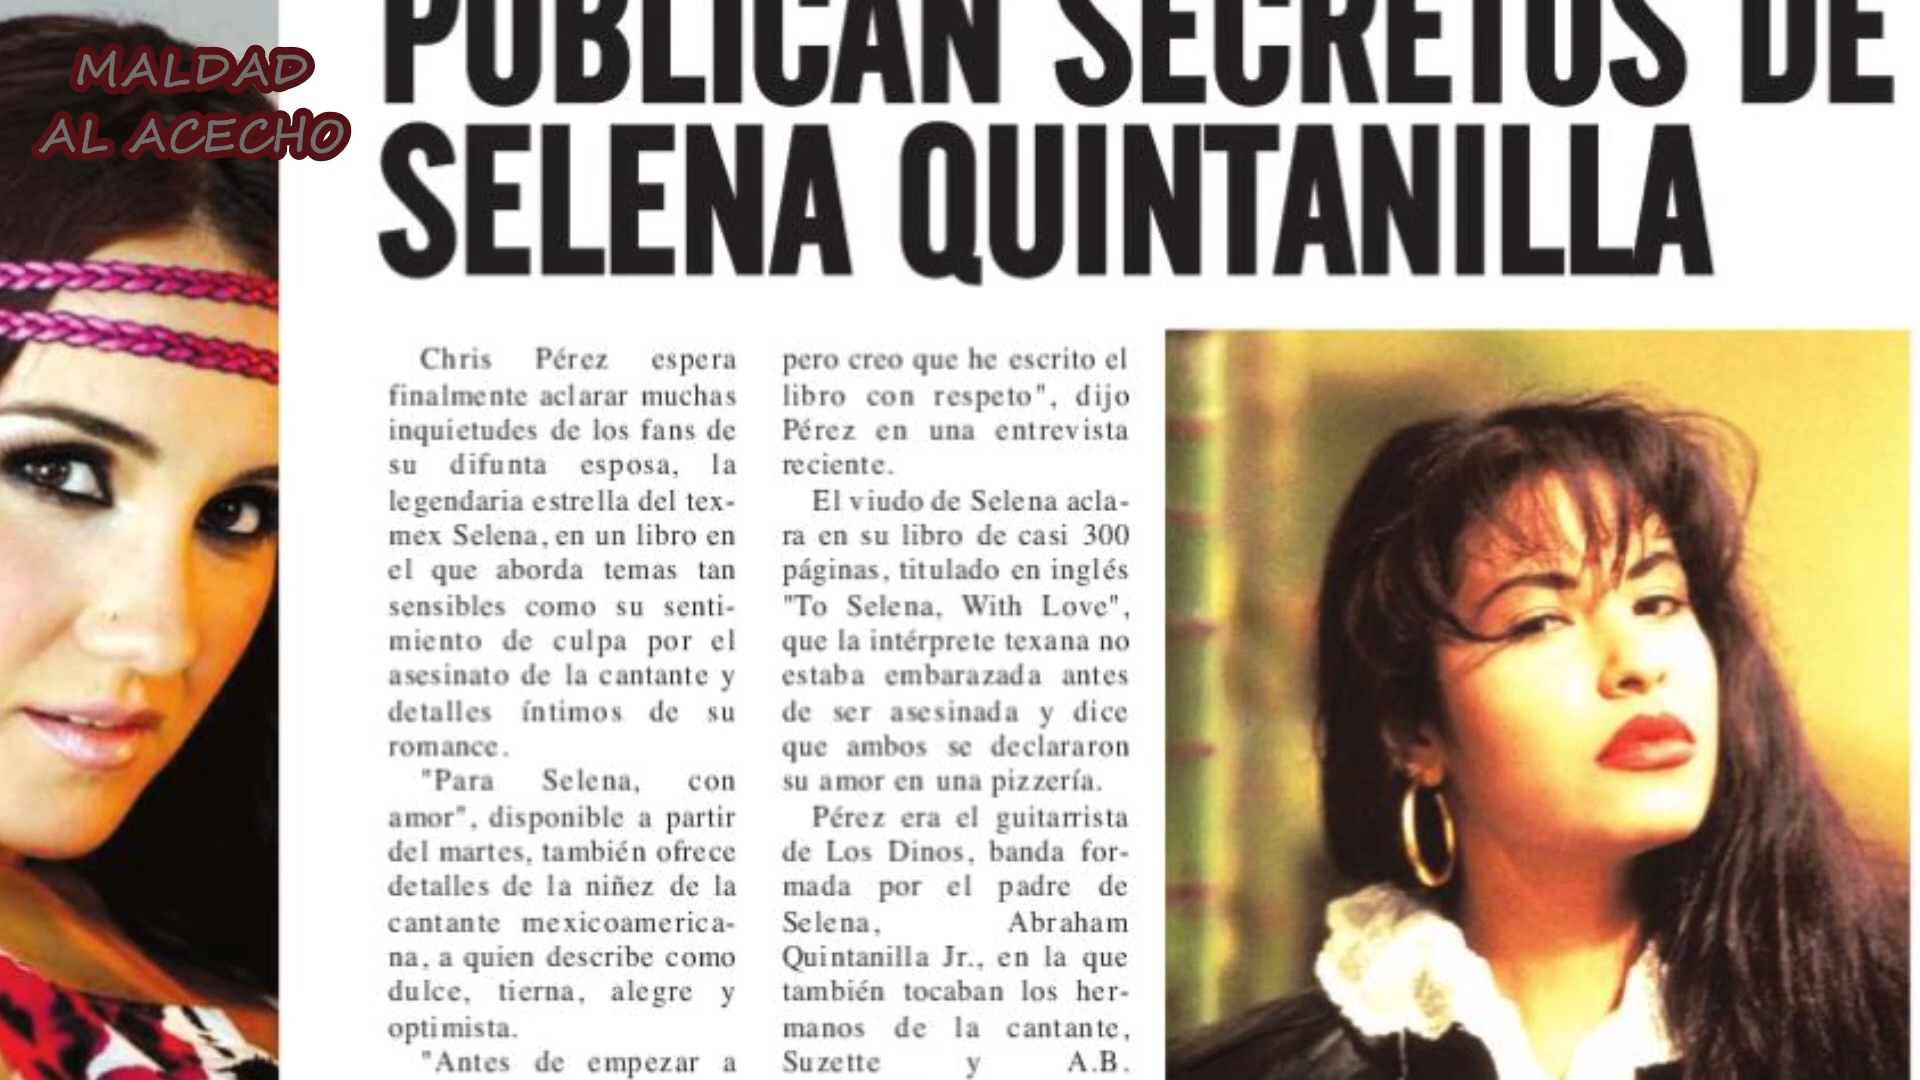 MALDAD
AL ACECHO
PUBLICAN SECRETOS DE
SELENA QUINTANILLA
Chris Pérez espera
finalmente aclarar muchas
inquietudes de los fans de
su difunta esposa, la
legendaria estrella del tex-
mex Selena, en un libro en
el que aborda temas tan
sensibles como su senti-
miento de culpa por el
asesinato de la cantante y
detalles íntimos de su
romance.
"Para Selena, con
amor", disponible a partir
del martes, también ofrece
detalles de la niñez de la
cantante mexicoamerica-
na, a quien describe como
dulce, tierna, alegre y
optimista.
"Antes de empezar a
pero creo que he escrito el
libro con respeto", dijo
Pérez en una entrevista
reciente.
El viudo de Selena acla-
ra en su libro de casi 300
páginas, titulado en inglés
"To Selena, With Love",
que la intérprete texana no
estaba embarazada antes
de ser asesinada y dice
que ambos se declararon
su amor en una pizzería.
Pérez era el guitarrista
de Los Dinos, banda for-
mada por el padre de
Selena, Abraham
Quintanilla Jr., en la que
también tocaban los her-
manos de la cantante,
Suzette y A.B.